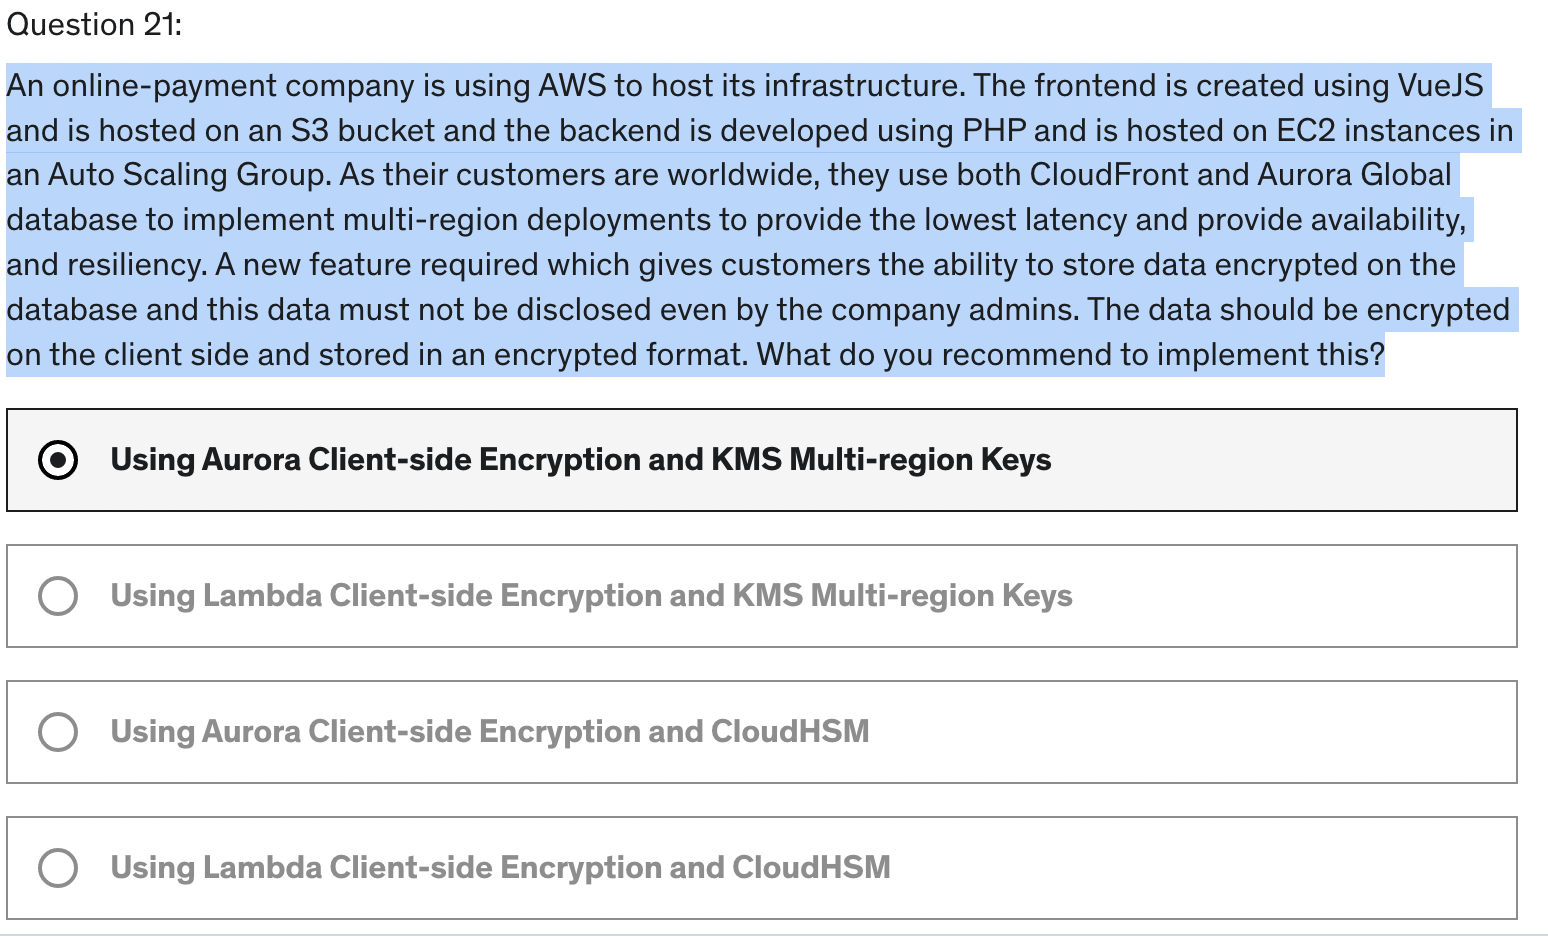 Question 21:
An online-payment company is using AWS to host its infrastructure. The frontend is created using VueJS
and is hosted on an S3 bucket and the backend is developed using PHP and is hosted on EC2 instances in
an Auto Scaling Group. As their customers are worldwide, they use both CloudFront and Aurora Global
database to implement multi-region deployments to provide the lowest latency and provide availability,
and resiliency. A new feature required which gives customers the ability to store data encrypted on the
database and this data must not be disclosed even by the company admins. The data should be encrypted
on the client side and stored in an encrypted format. What do you recommend to implement this?
Using Aurora Client-side Encryption and KMS Multi-region Keys
Using Lambda Client-side Encryption and KMS Multi-region Keys
Using Aurora Client-side Encryption and CloudHSM
Using Lambda Client-side Encryption and CloudHSM